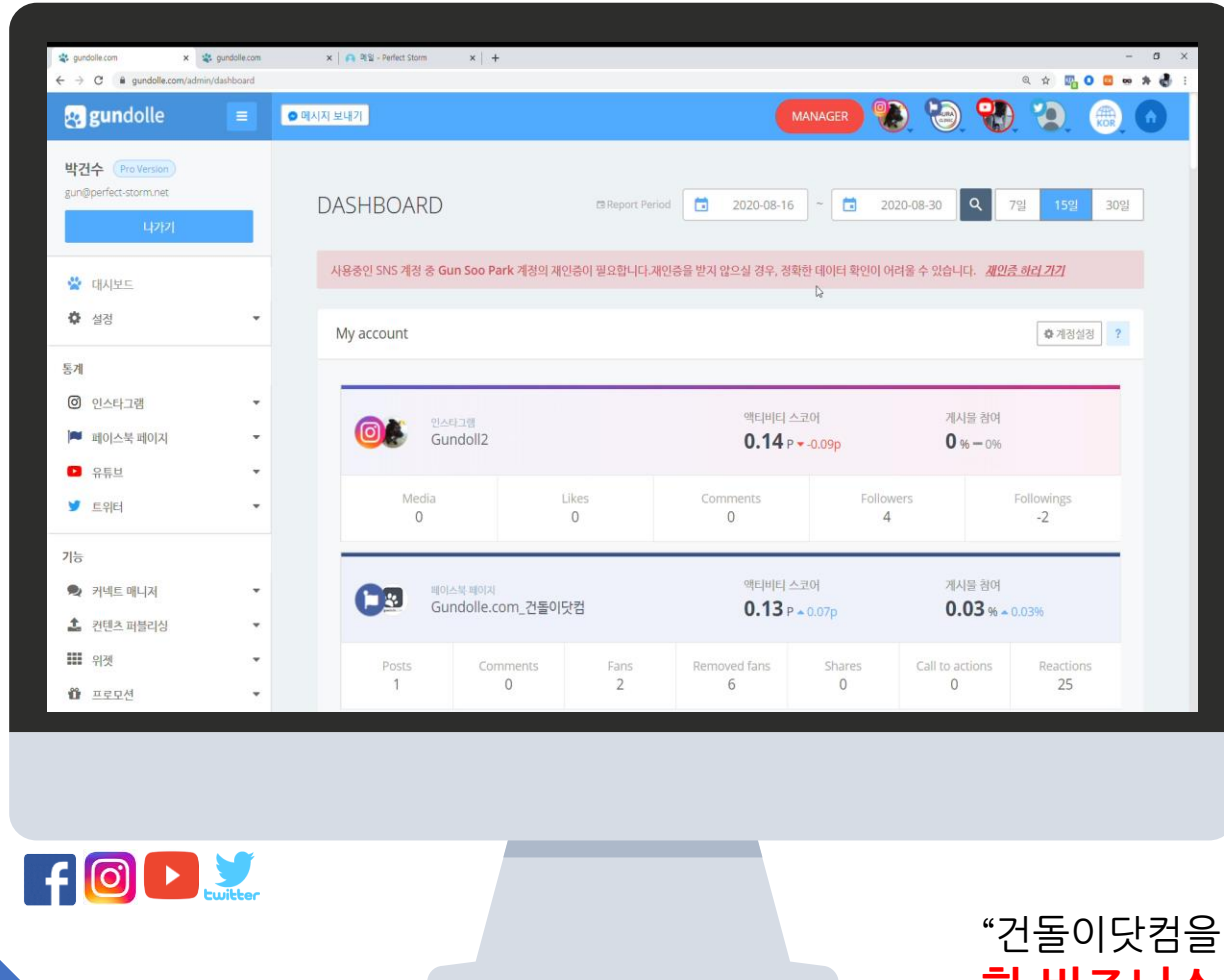 gundolle.com
gundolle.com
메일 - Perfect Storm
gundolle.com/admin/dashboard
gundolle
메시지 보내기
MANAGER
KOR
박건수 Pro Version
gun@perfect-storm.net
나가기
대시보드
설정
통계
인스타그램
페이스북 페이지
유튜브
트위터
기능
커넥트 매니저
컨텐츠 퍼블리싱
위젯
프로모션
DASHBOARD
Report Period 2020-08-16 ~ 2020-08-30 7일 15일 30일
사용중인 SNS 계정 중 Gun Soo Park 계정의 재인증이 필요합니다.재인증을 받지 않으실 경우, 정확한 데이터 확인이 어려울 수 있습니다. 재인증 하러 가기
My account
계정설정 ?
인스타그램
Gundoll2
액티비티 스코어
0.14 P -0.09p
게시물 참여
0 % 0%
Media Likes Comments Followers Followings
0 0 0 4 -2
페이스북 페이지
Gundolle.com_건돌이닷컴
액티비티 스코어
0.13 P 0.07p
게시물 참여
0.03 % 0.03%
Posts Comments Fans Removed fans Shares Call to actions Reactions
1 0 2 6 0 0 25
twitter
“건돌이닷컴을